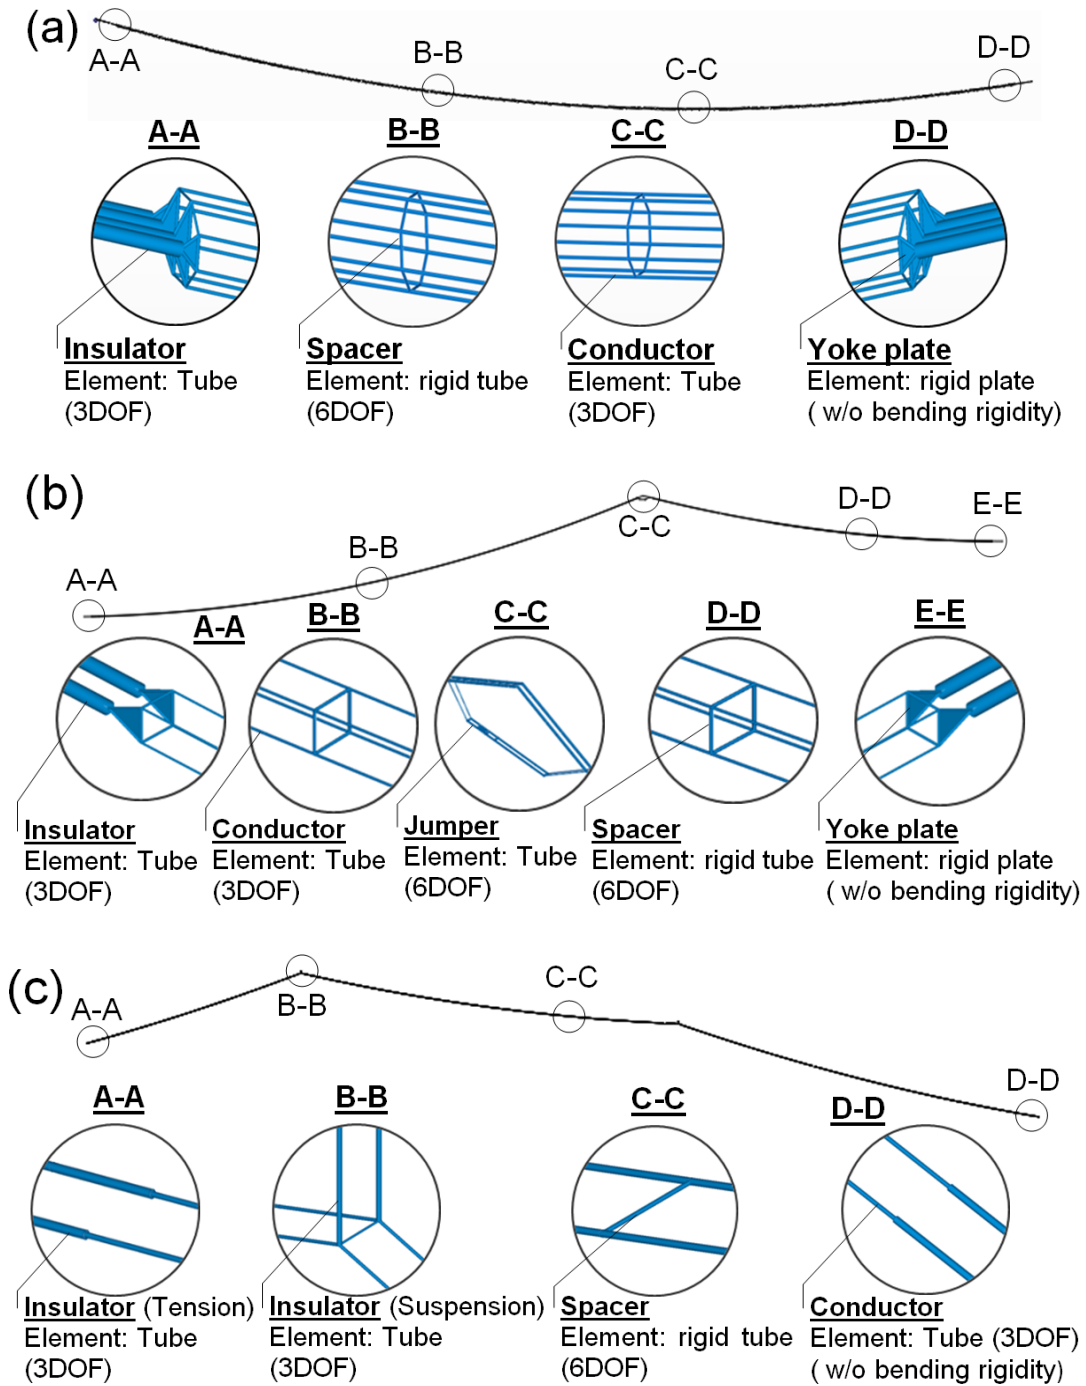 (a)
A-A
B-B
C-C
D-D
A-A
B-B
C-C
D-D
Insulator
Element: Tube
(3DOF)
Spacer
Element: rigid tube
(6DOF)
Conductor
Element: Tube
(3DOF)
Yoke plate
Element: rigid plate
( w/o bending rigidity)
(b)
A-A
B-B
C-C
D-D
E-E
A-A
B-B
C-C
D-D
E-E
Insulator
Element: Tube
(3DOF)
Conductor
Element: Tube
(3DOF)
Jumper
Element: Tube
(6DOF)
Spacer
Element: rigid tube
(6DOF)
Yoke plate
Element: rigid plate
( w/o bending rigidity)
(c)
A-A
B-B
C-C
D-D
A-A
B-B
C-C
D-D
Insulator (Tension)
Element: Tube
(3DOF)
Insulator (Suspension)
Element: Tube
(3DOF)
Spacer
Element: rigid tube
(6DOF)
Conductor
Element: Tube (3DOF)
( w/o bending rigidity)